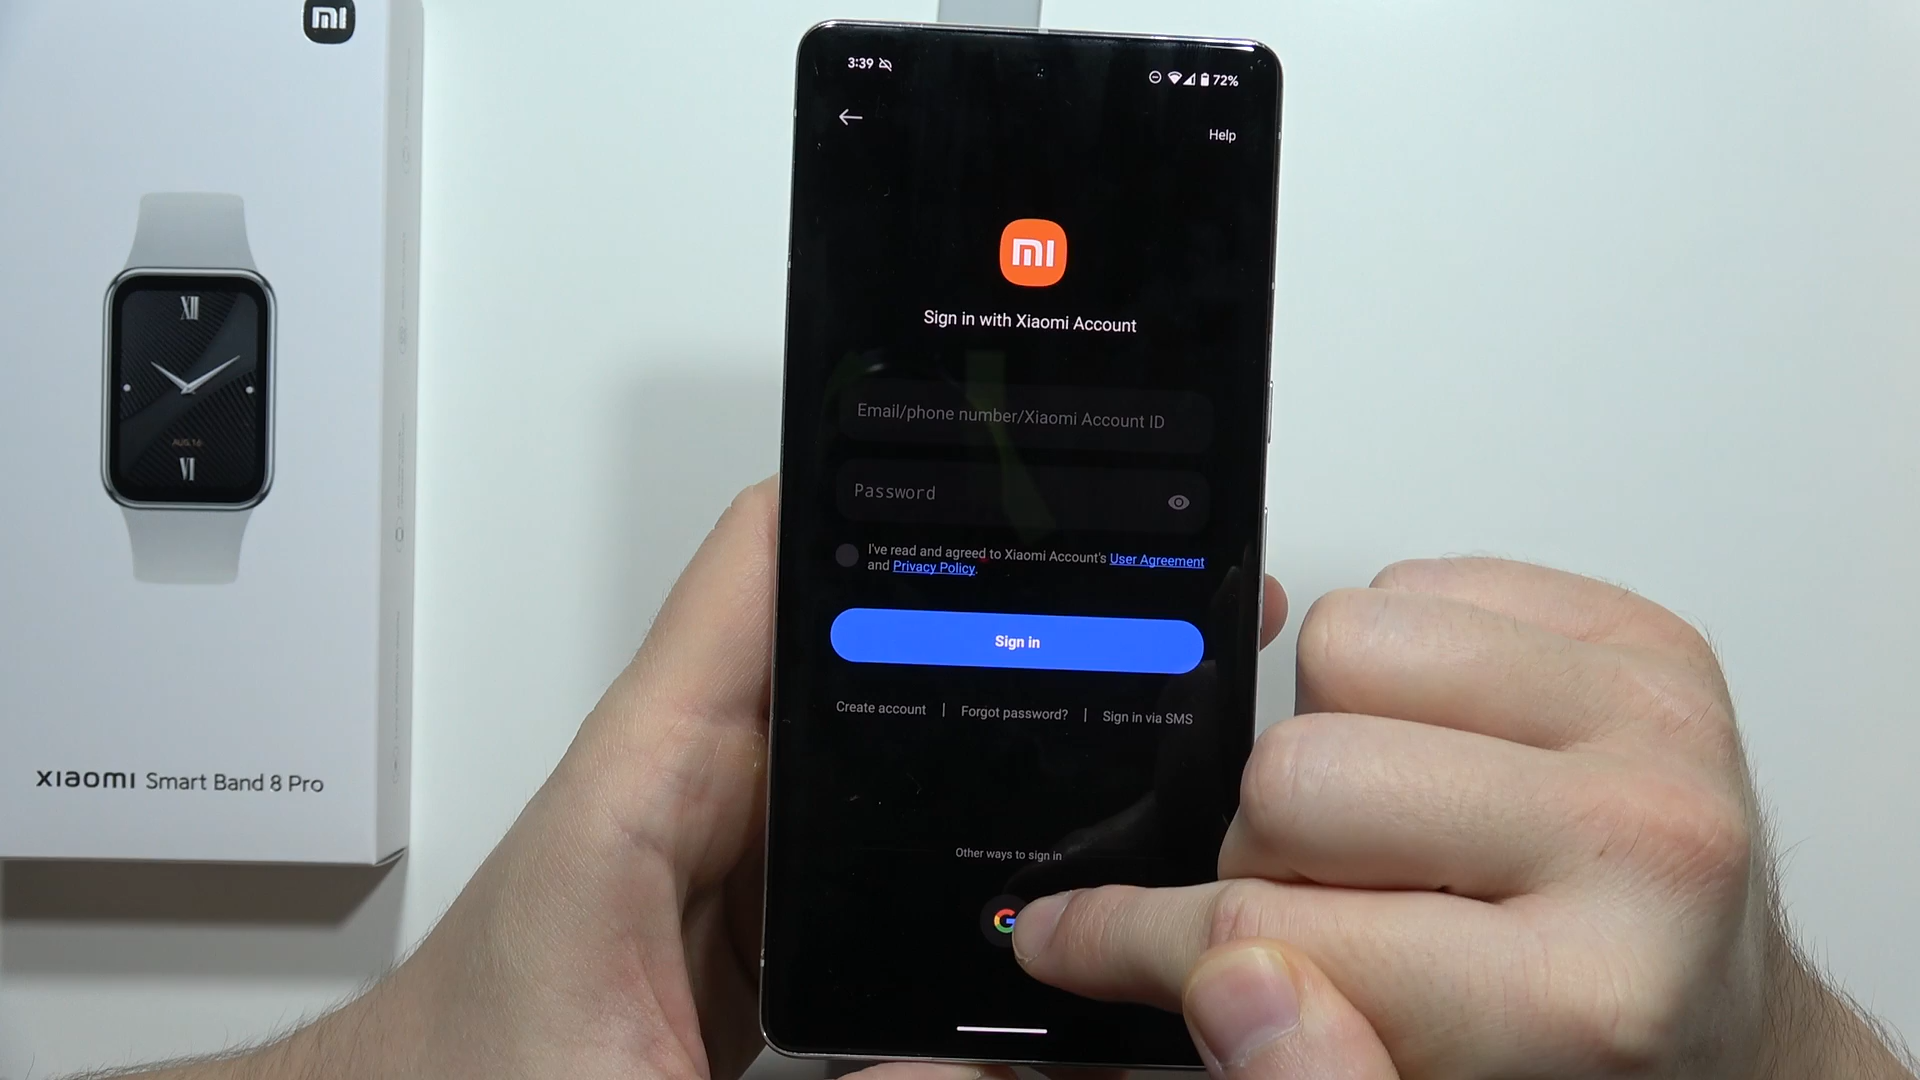 mi
XII
AUG 16
VI
xiaomi Smart Band 8 Pro
3:39
72%
Help
mi
Sign in with Xiaomi Account
Email/phone number/Xiaomi Account ID
Password
I've read and agreed to Xiaomi Account's User Agreement
and Privacy Policy.
Sign in
Create account | Forgot password? | Sign in via SMS
Other ways to sign in
G